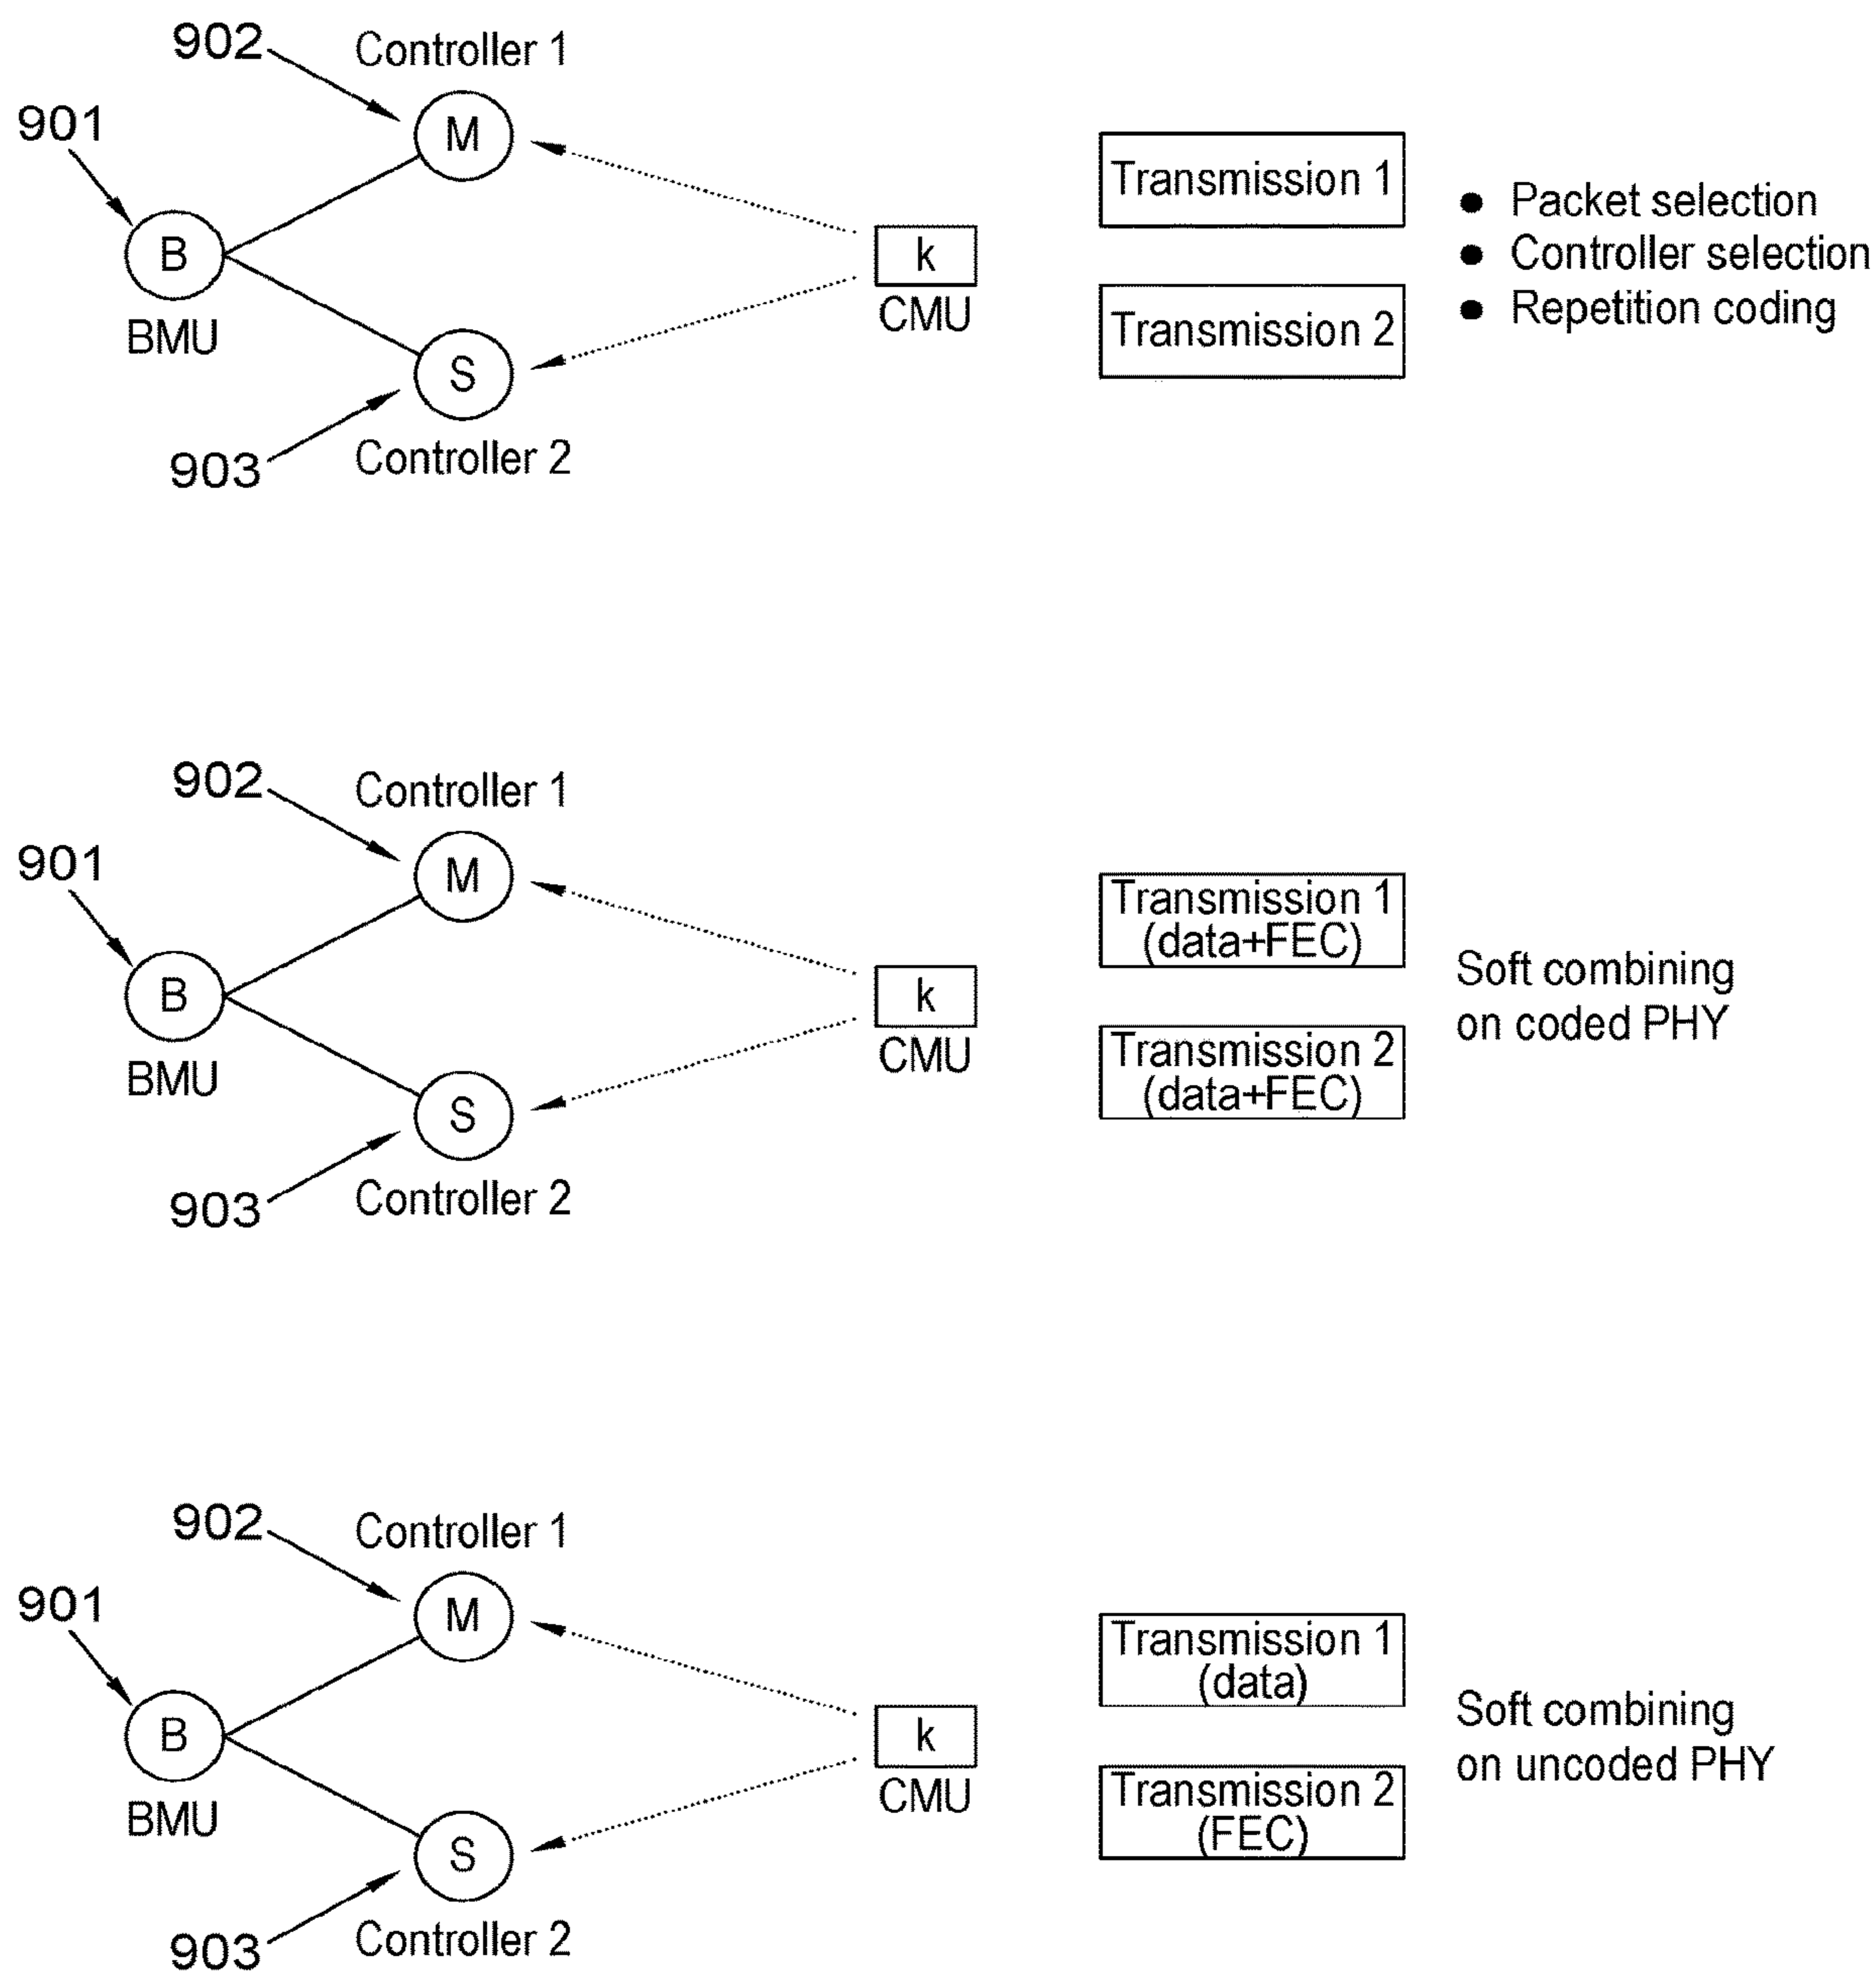 902
Controller 1
901
M
B
BMU
k
CMU
S
903
Controller 2
Transmission 1
Transmission 2
● Packet selection
● Controller selection
● Repetition coding
902
Controller 1
901
M
B
BMU
k
CMU
S
903
Controller 2
Transmission 1
(data+FEC)
Transmission 2
(data+FEC)
Soft combining
on coded PHY
902
Controller 1
901
M
B
BMU
k
CMU
S
903
Controller 2
Transmission 1
(data)
Transmission 2
(FEC)
Soft combining
on uncoded PHY